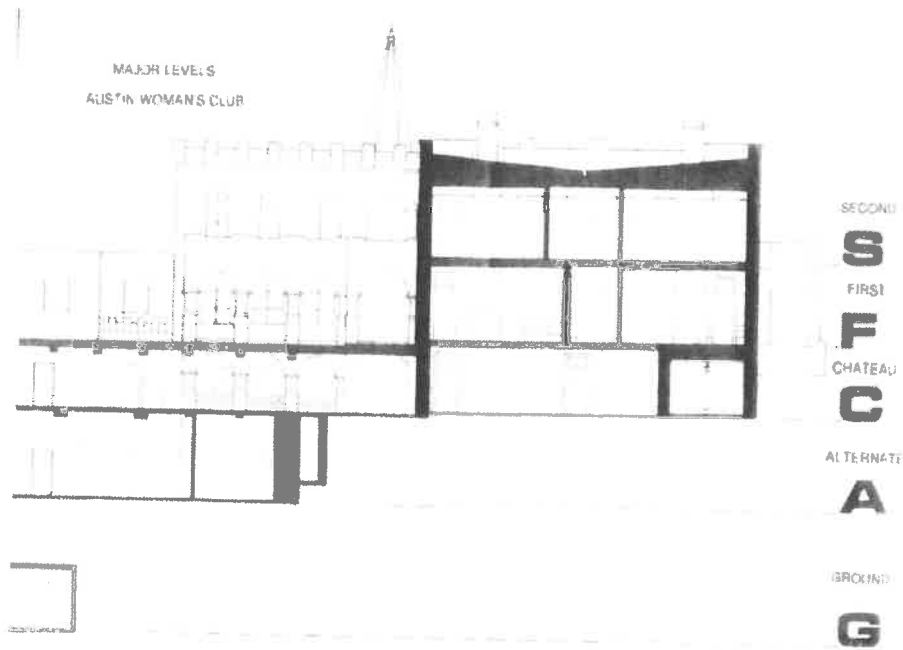 MAJOR LEVELS
AUSTIN WOMAN'S CLUB
SECOND
S
FIRST
F
CHATEAU
C
ALTERNATE
A
GROUND
G